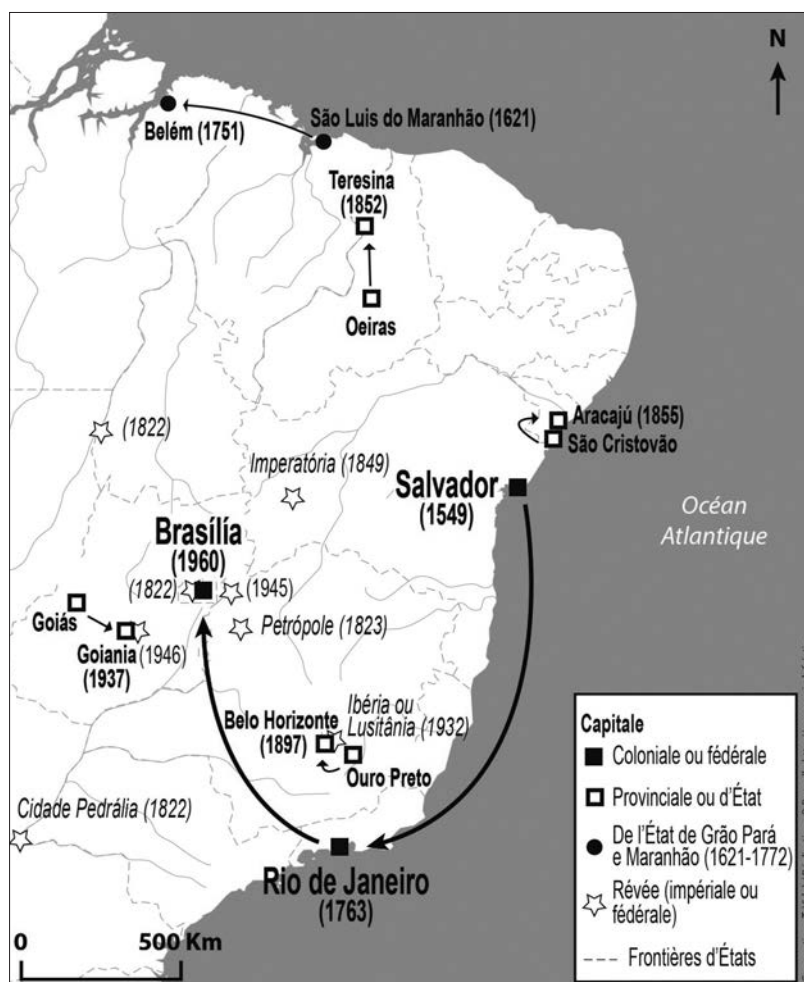 N
São Luis do Maranhão (1621)
Belém (1751)
Teresina
(1852)
Oeiras
Aracajú (1855)
São Cristovão
(1822)
Imperatória (1849)
Salvador
(1549)
Océan
Atlantique
Brasílía
(1960)
(1822)
(1945)
Goiás
Goiania
(1937)
(1946)
Petrópole (1823)
Ibéria ou
Lusitânia (1932)
Belo Horizonte
(1897)
Ouro Preto
Cidade Pedrália (1822)
Rio de Janeiro
(1763)
0 500 Km
Capitale
Coloniale ou fédérale
Provinciale ou d'État
De l'État de Grão Pará
e Maranhão (1621-1772)
Révée (impériale ou
fédérale)
Frontières d'États